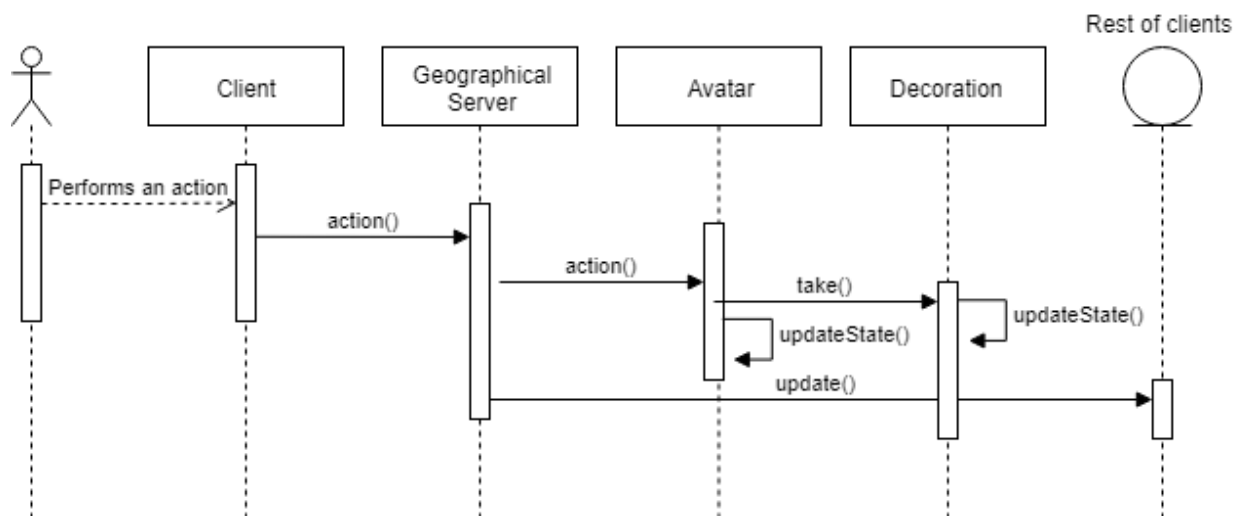 Rest of clients
Client
Geographical
Server
Avatar
Decoration
Performs an action
action()
action()
take()
updateState()
updateState()
update()